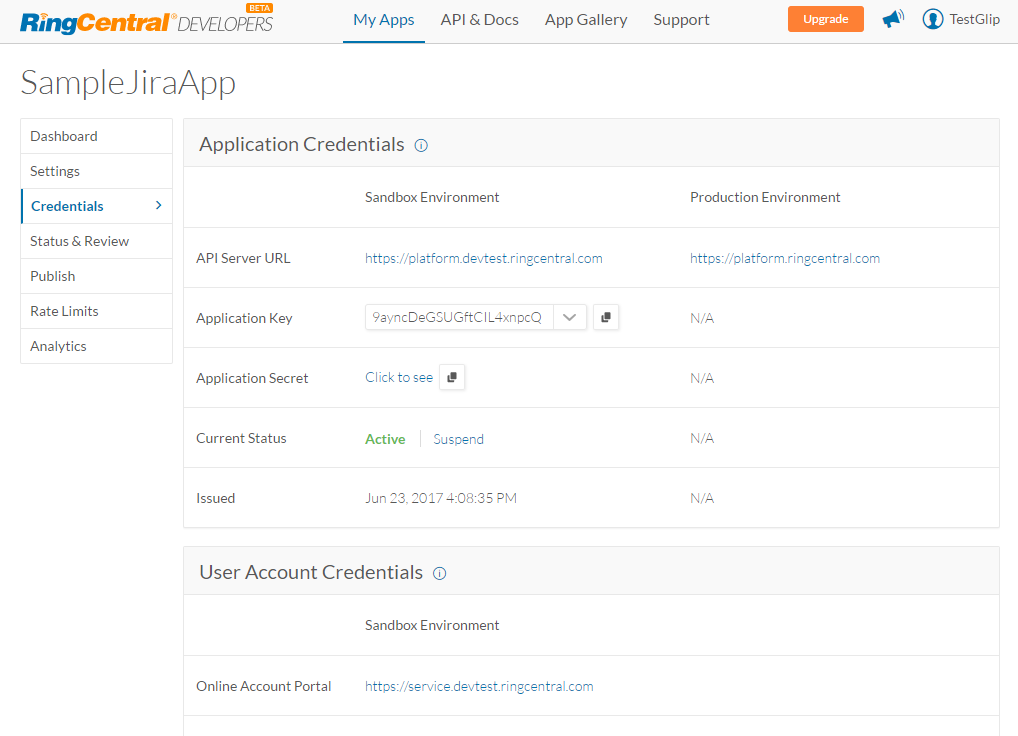 RingCentral® DEVELOPERS BETA
My Apps API & Docs App Gallery Support Upgrade TestGlip
SampleJiraApp
Dashboard
Settings
Credentials
Status & Review
Publish
Rate Limits
Analytics
Application Credentials
Sandbox Environment Production Environment
API Server URL https://platform.devtest.ringcentral.com https://platform.ringcentral.com
Application Key 9ayncDeGSUGftCIL4xnpcQ N/A
Application Secret Click to see N/A
Current Status Active Suspend N/A
Issued Jun 23, 2017 4:08:35 PM N/A
User Account Credentials
Sandbox Environment
Online Account Portal https://service.devtest.ringcentral.com